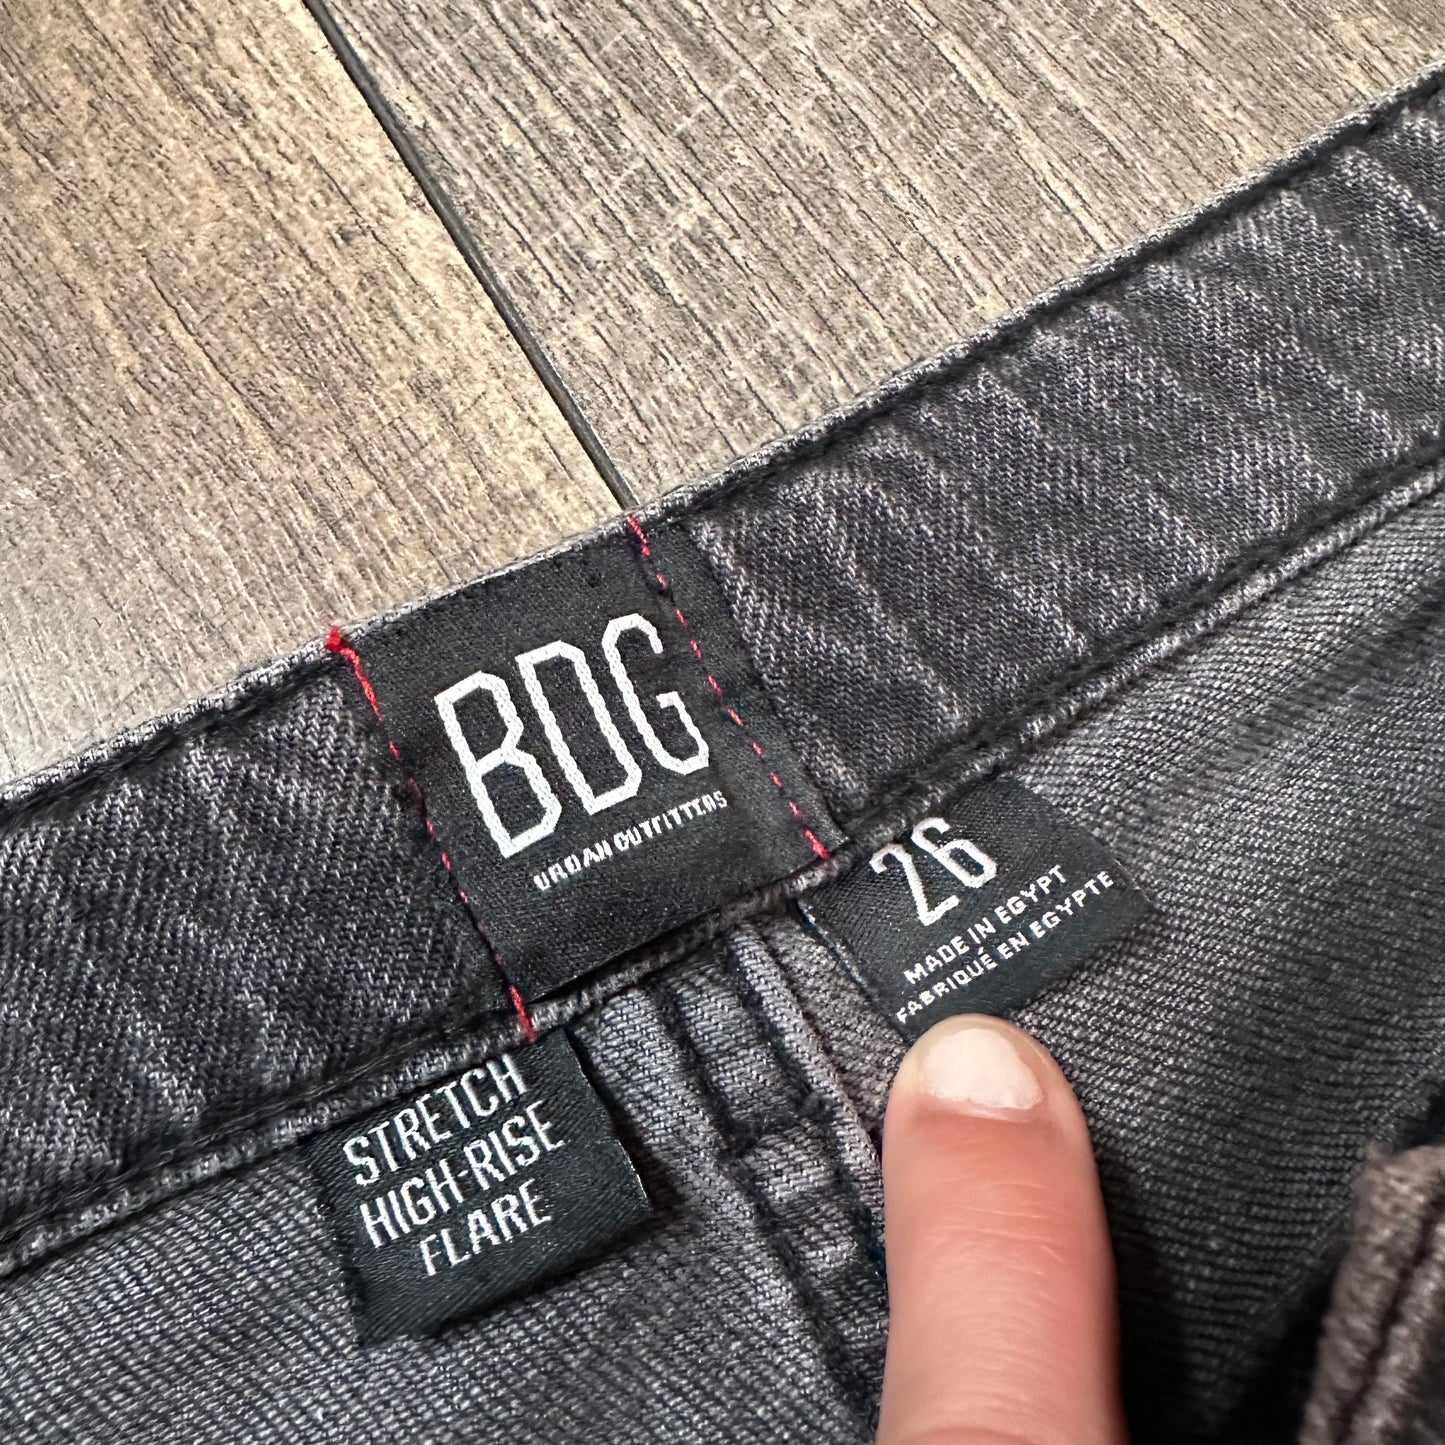 BDG
URBAN OUTFITTERS
26
MADE IN EGYPT
FABRIQUÉ EN EGYPTE
STRETCH
HIGH-RISE
FLARE